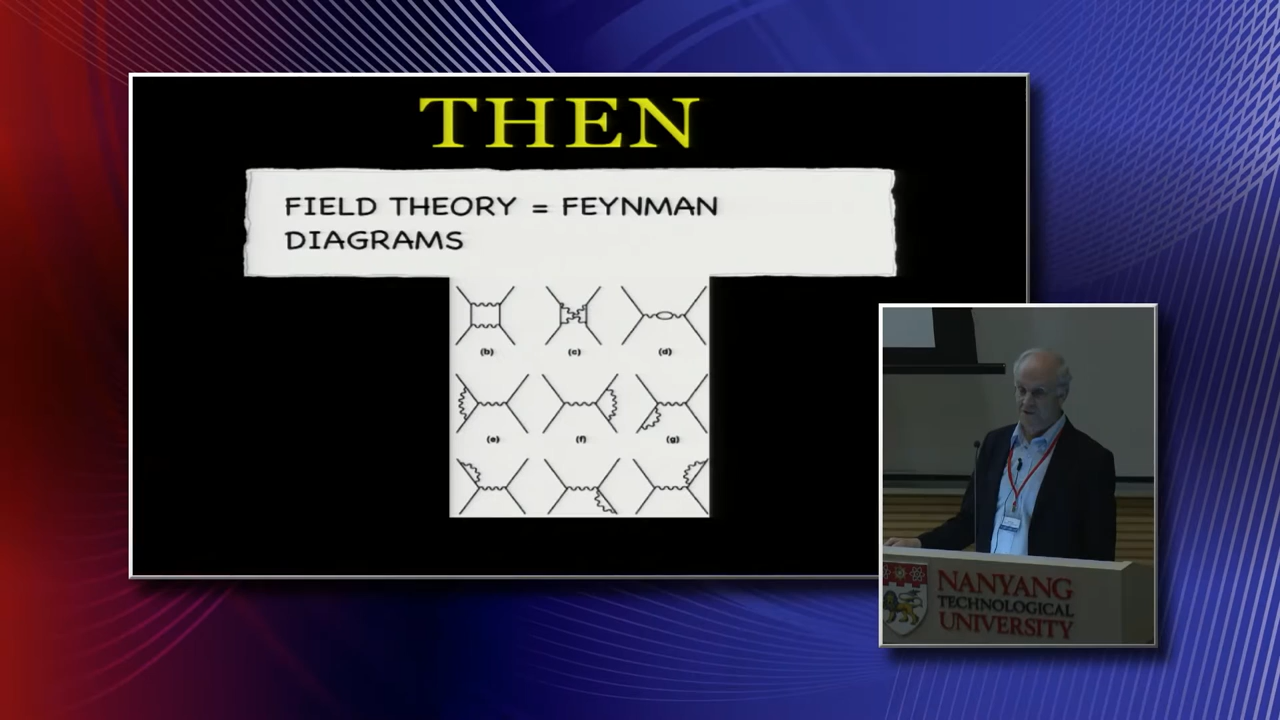 THEN
FIELD THEORY = FEYNMAN
DIAGRAMS
(b) (c) (d)
(e) (f) (g)
NANYANG
TECHNOLOGICAL
UNIVERSITY